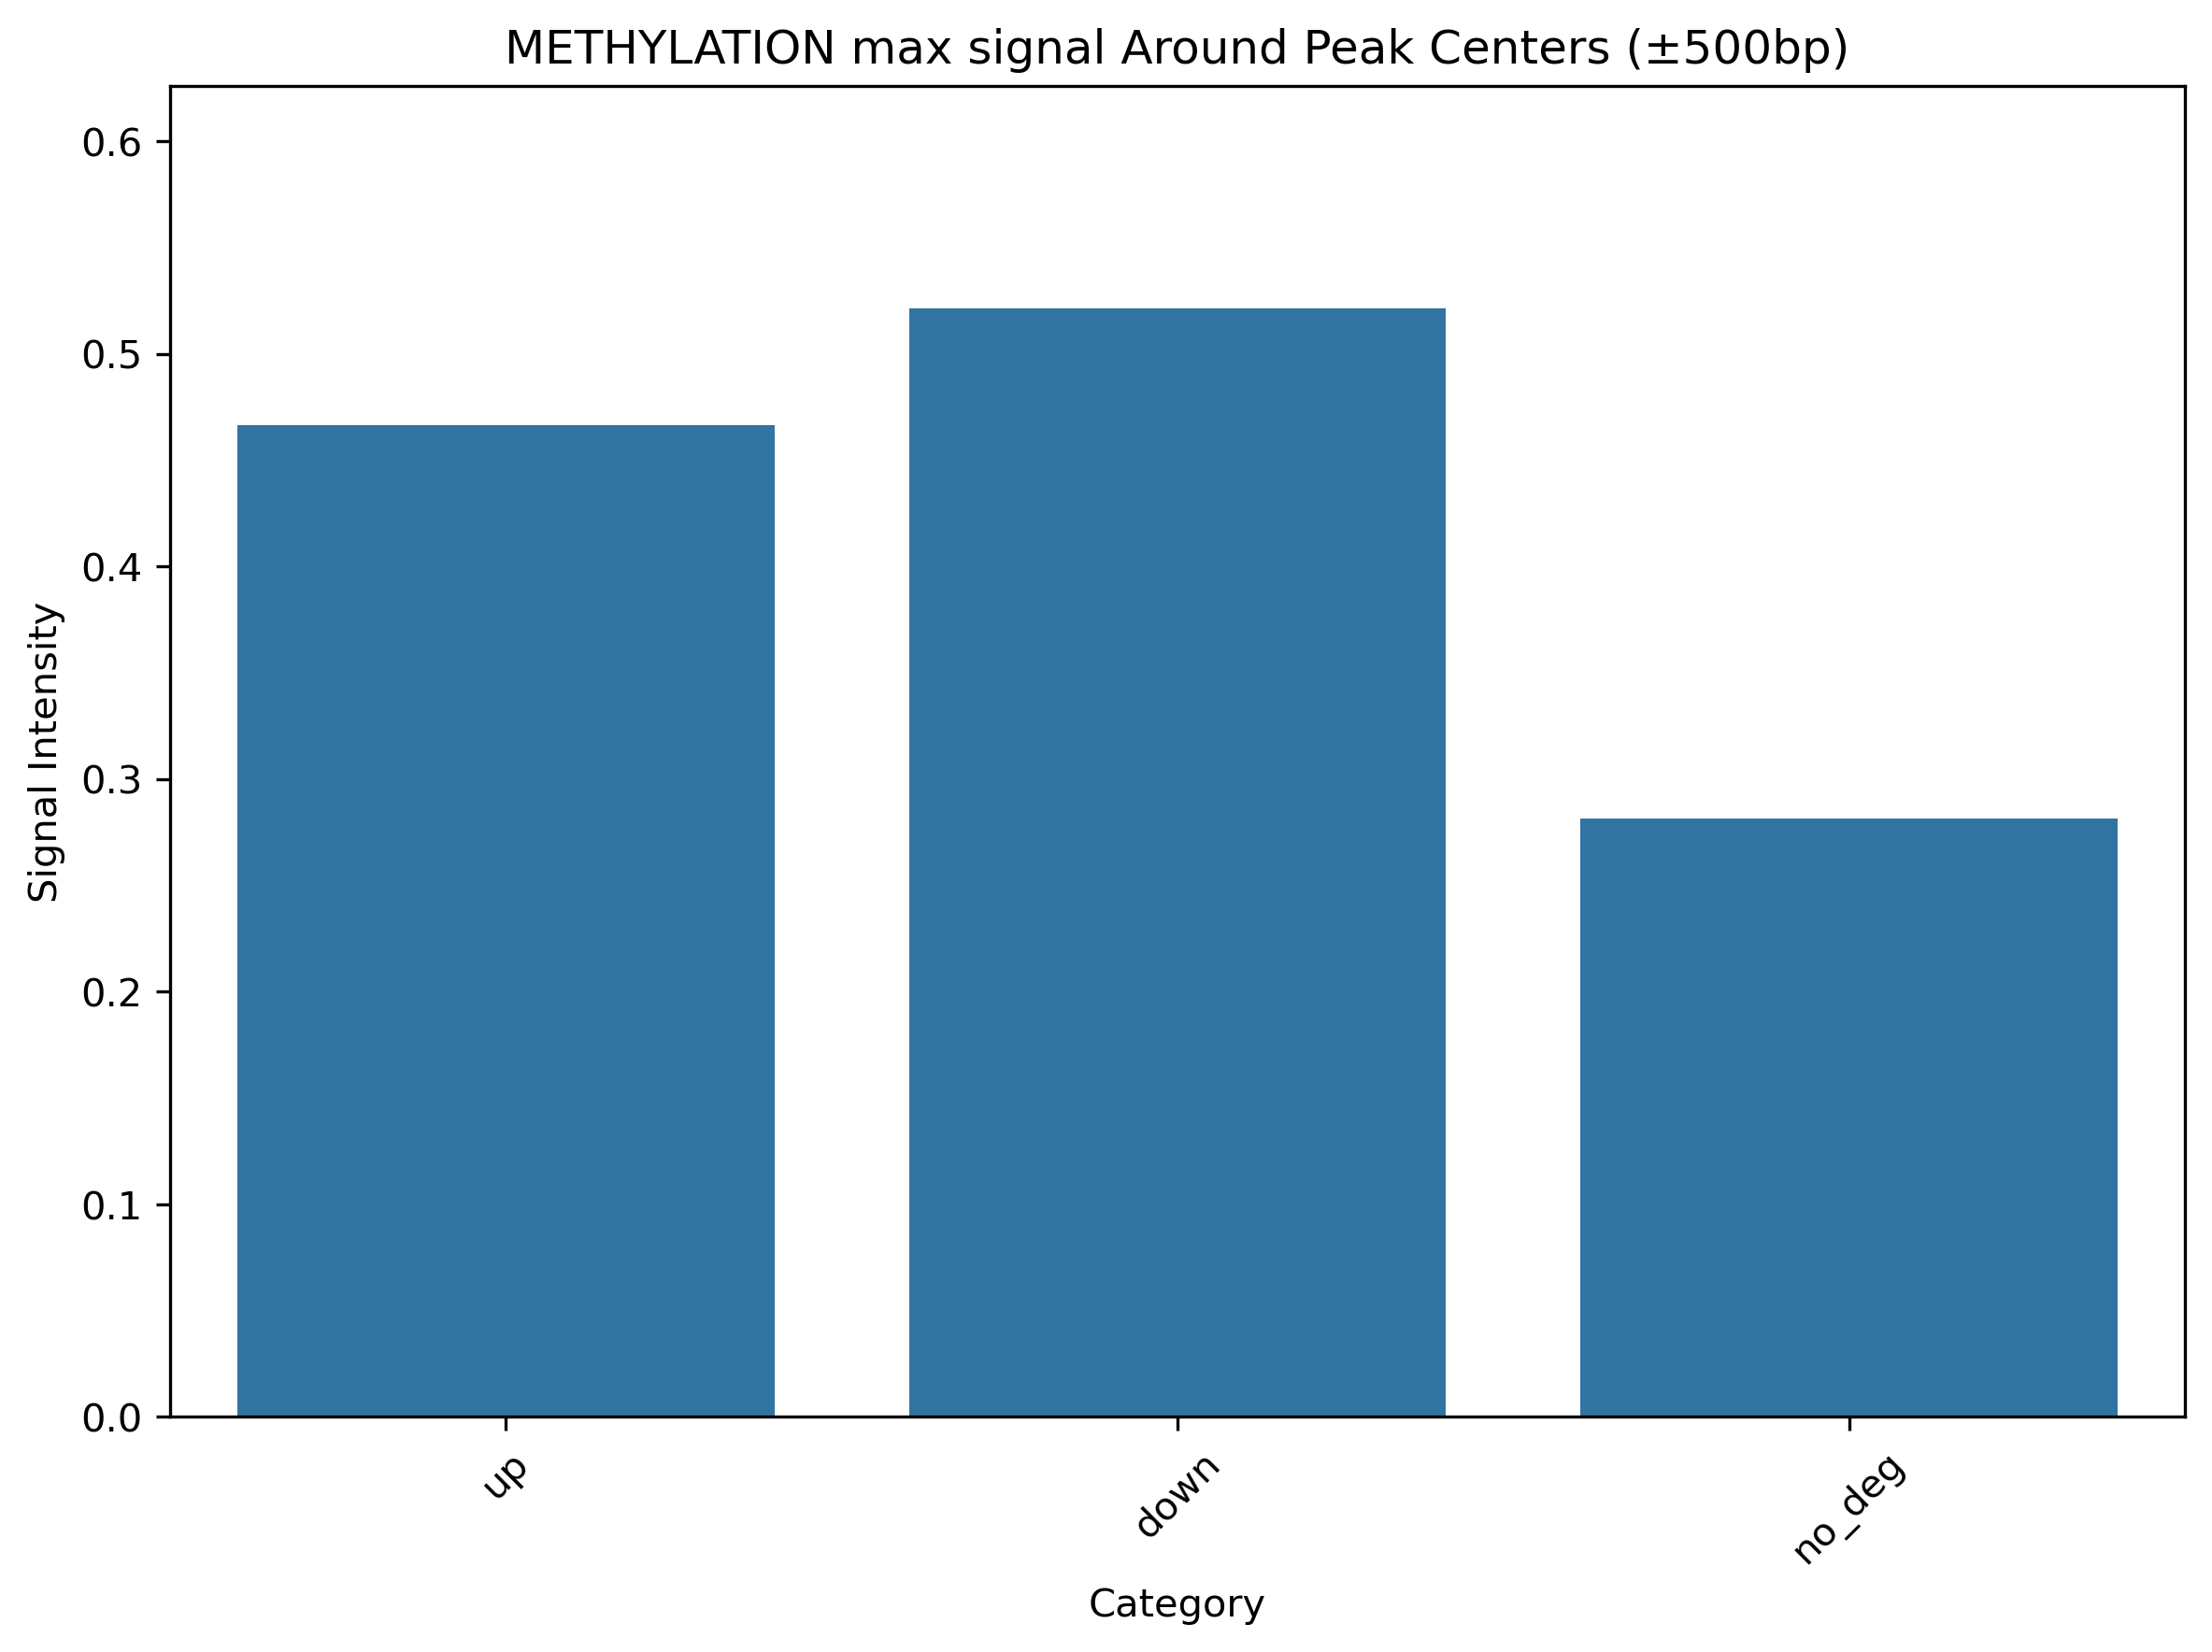 METHYLATION max signal Around Peak Centers (±500bp)
0.6
0.5
0.4
0.3
0.2
0.1
0.0
Signal Intensity
up
down
no_deg
Category